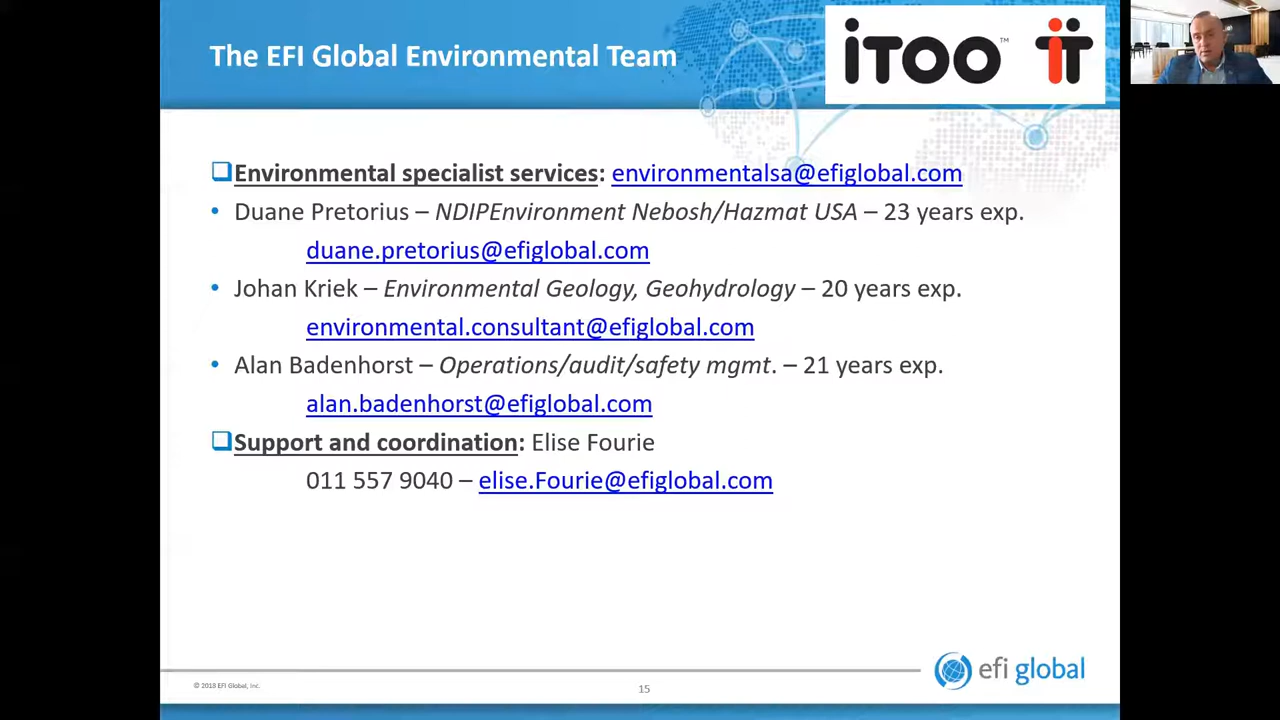 The EFI Global Environmental Team
iTOO™ iT
Environmental specialist services: environmentalsa@efiglobal.com
• Duane Pretorius – NDIPEnvironment Nebosh/Hazmat USA – 23 years exp.
duane.pretorius@efiglobal.com
• Johan Kriek – Environmental Geology, Geohydrology – 20 years exp.
environmental.consultant@efiglobal.com
• Alan Badenhorst – Operations/audit/safety mgmt. – 21 years exp.
alan.badenhorst@efiglobal.com
Support and coordination: Elise Fourie
011 557 9040 – elise.Fourie@efiglobal.com
efi global
© 2018 EFI Global, Inc.
15